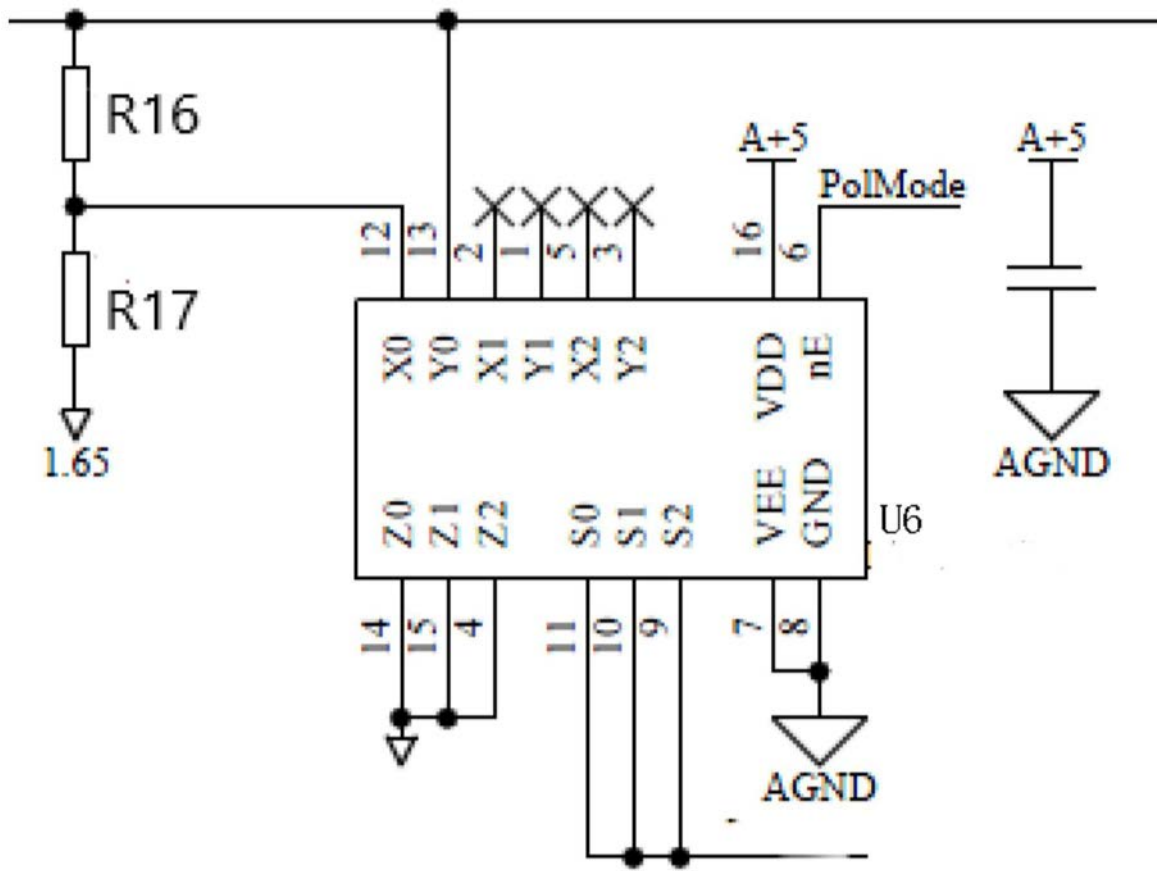 R16
A+5
A+5
PolMode
12
13
2
1
5
3
16
6
R17
X0
Y0
X1
Y1
X2
Y2
VDD
nE
1.65
AGND
Z0
Z1
Z2
S0
S1
S2
VEE
GND
U6
14
15
4
11
10
9
7
8
AGND